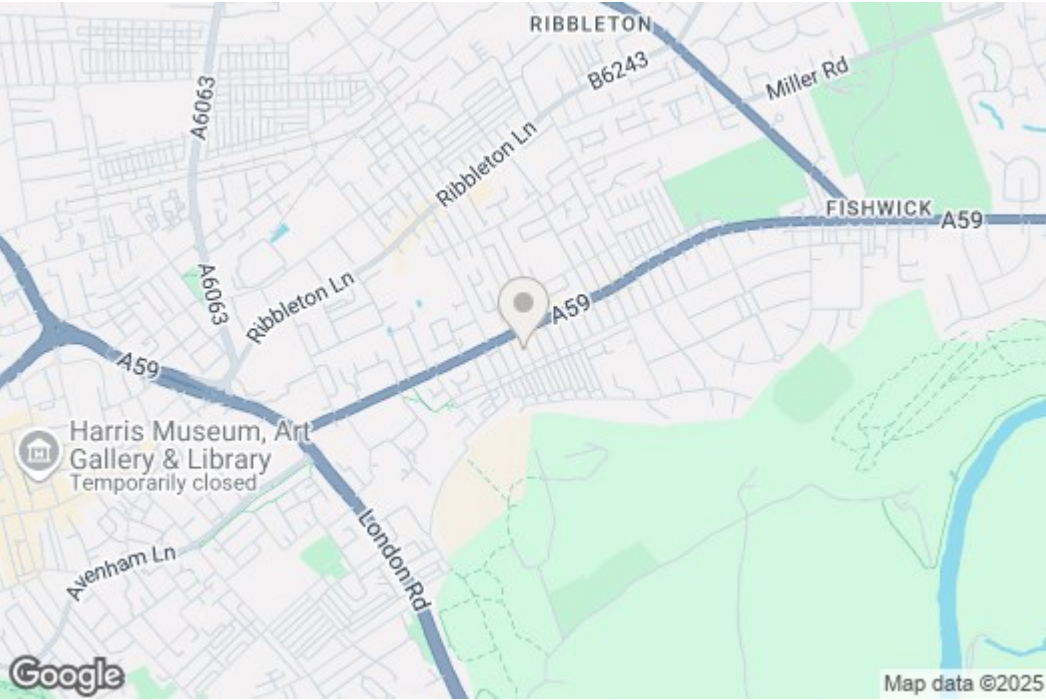 RIBBLETON
B6243
Miller Rd
A6063
Ribbleton Ln
FISHWICK
A59
A6063
Ribbleton Ln
A59
A59
Harris Museum, Art
Gallery & Library
Temporarily closed
London Rd
Avenham Ln
Google
Map data ©2025